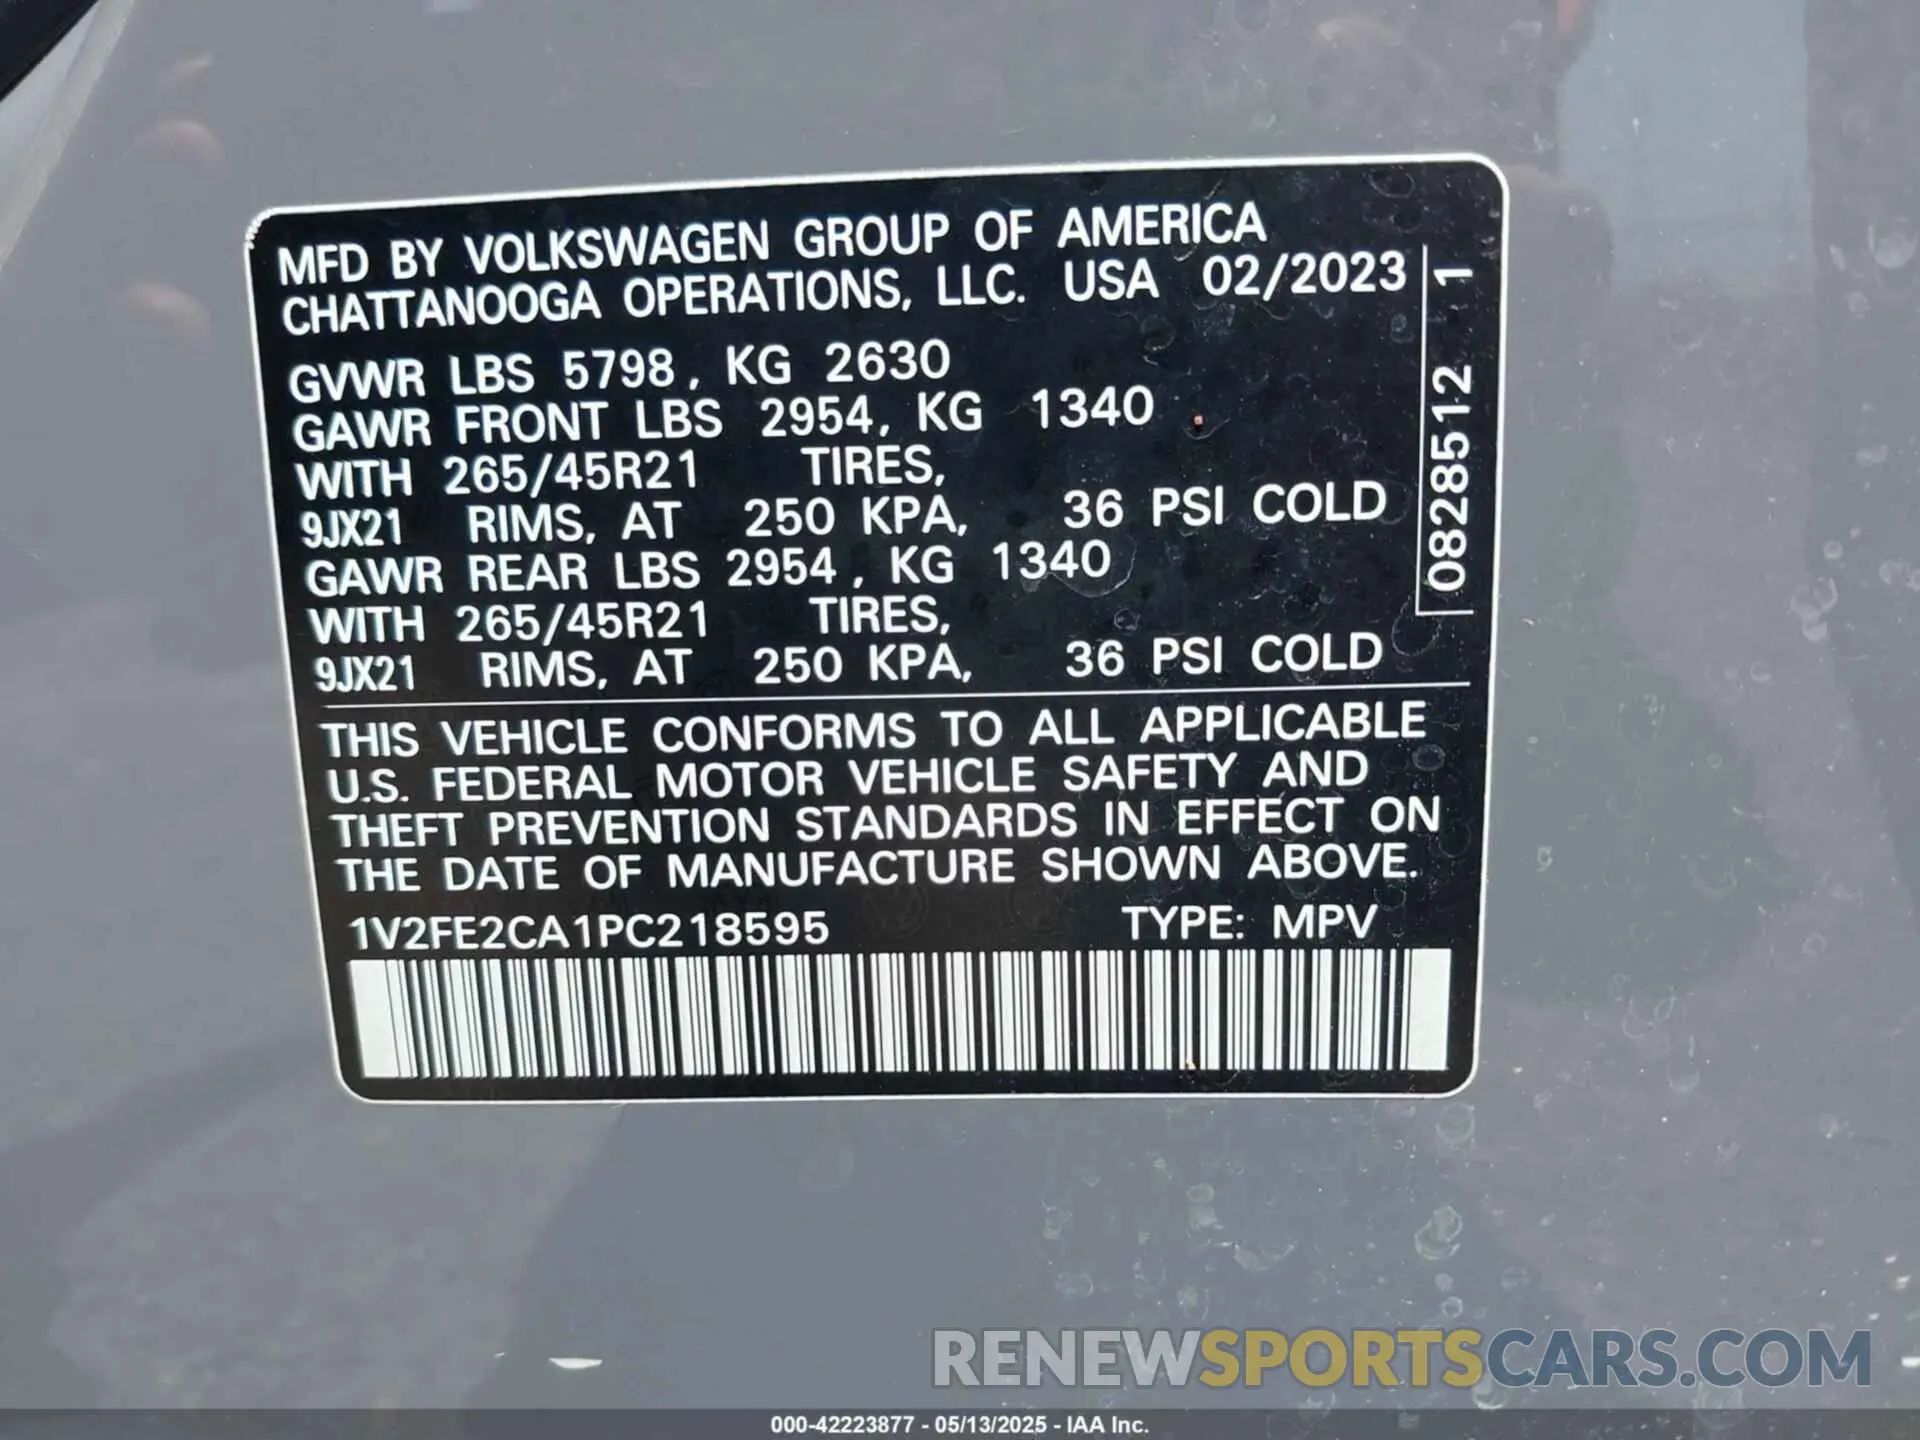 MFD BY VOLKSWAGEN GROUP OF AMERICA
CHATTANOOGA OPERATIONS, LLC. USA 02/2023
GVWR LBS 5798, KG 2630
GAWR FRONT LBS 2954, KG 1340
WITH 265/45R21 TIRES,
9JX21 RIMS, AT 250 KPA, 36 PSI COLD
GAWR REAR LBS 2954, KG 1340
WITH 265/45R21 TIRES,
9JX21 RIMS, AT 250 KPA, 36 PSI COLD
0828512 1
THIS VEHICLE CONFORMS TO ALL APPLICABLE
U.S. FEDERAL MOTOR VEHICLE SAFETY AND
THEFT PREVENTION STANDARDS IN EFFECT ON
THE DATE OF MANUFACTURE SHOWN ABOVE.
1V2FE2CA1PC218595 TYPE: MPV
RENEWSPORTSCARS.COM
000-42223877 - 05/13/2025 - IAA Inc.